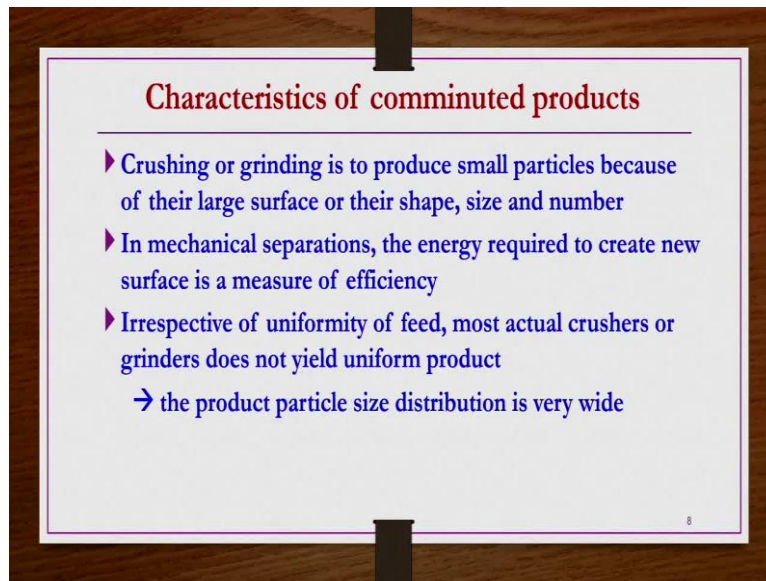 Characteristics of comminuted products
Crushing or grinding is to produce small particles because
of their large surface or their shape, size and number
In mechanical separations, the energy required to create new
surface is a measure of efficiency
Irrespective of uniformity of feed, most actual crushers or
grinders does not yield uniform product
→ the product particle size distribution is very wide
8